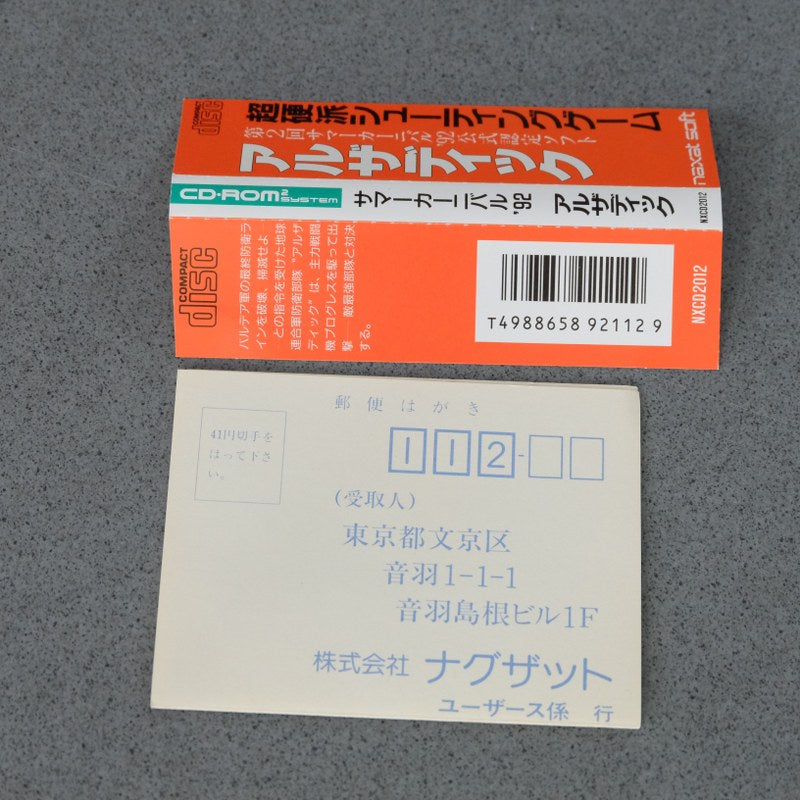 COMPACT disc
超硬派シューティングゲーム
第2回サマーカーニバル'92公式認定ソフト
アルザディック
naxat soft
CD-ROM2 SYSTEM
サマーカーニバル'92 アルザディック
NXCD2012
COMPACT disc
バルテア軍の最終防衛ラ
インを破壊、掃滅せよ…
…との指令を受けた地球
連合軍防衛部隊“アルザ
ディック”は、主力戦闘
機プログレスを駆って出
撃──敵最強部隊と対決
する。
T4988658 92112 9
NXCD2012
郵便はがき
41円切手を
はって下さ
い。
112-
(受取人)
東京都文京区
音羽1-1-1
音羽島根ビル1F
株式会社 ナグザット
ユーザース係 行